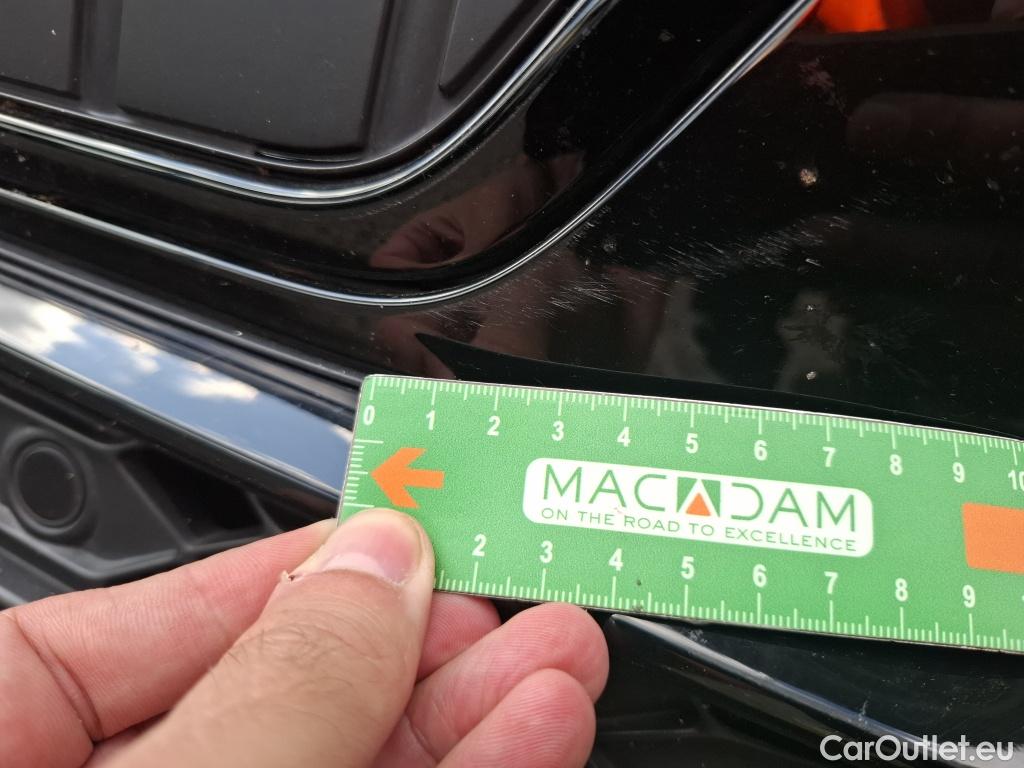 0 1 2 3 4 5 6 7 8 9 10
MACADAM
ON THE ROAD TO EXCELLENCE
2 3 4 5 6 7 8 9
CarOutlet.eu